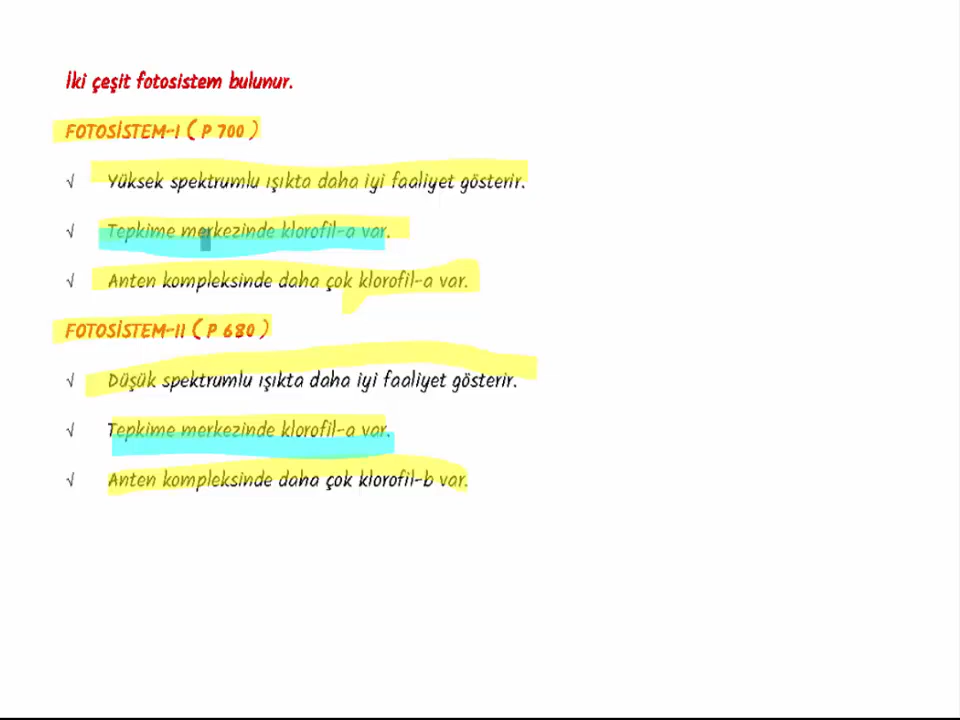 İki çeşit fotosistem bulunur.
FOTOSİSTEM-I ( P 700 )
√ Yüksek spektrumlu ışıkta daha iyi faaliyet gösterir.
√ Tepkime merkezinde klorofil-a var.
√ Anten kompleksinde daha çok klorofil-a var.
FOTOSİSTEM-II ( P 680 )
√ Düşük spektrumlu ışıkta daha iyi faaliyet gösterir.
√ Tepkime merkezinde klorofil-a var.
√ Anten kompleksinde daha çok klorofil-b var.